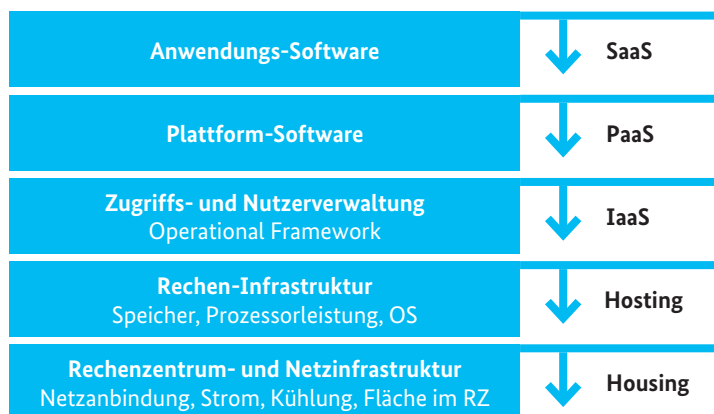 Anwendungs-Software
SaaS
Plattform-Software
PaaS
Zugriffs- und Nutzerverwaltung
Operational Framework
IaaS
Rechen-Infrastruktur
Speicher, Prozessorleistung, OS
Hosting
Rechenzentrum- und Netzinfrastruktur
Netzanbindung, Strom, Kühlung, Fläche im RZ
Housing